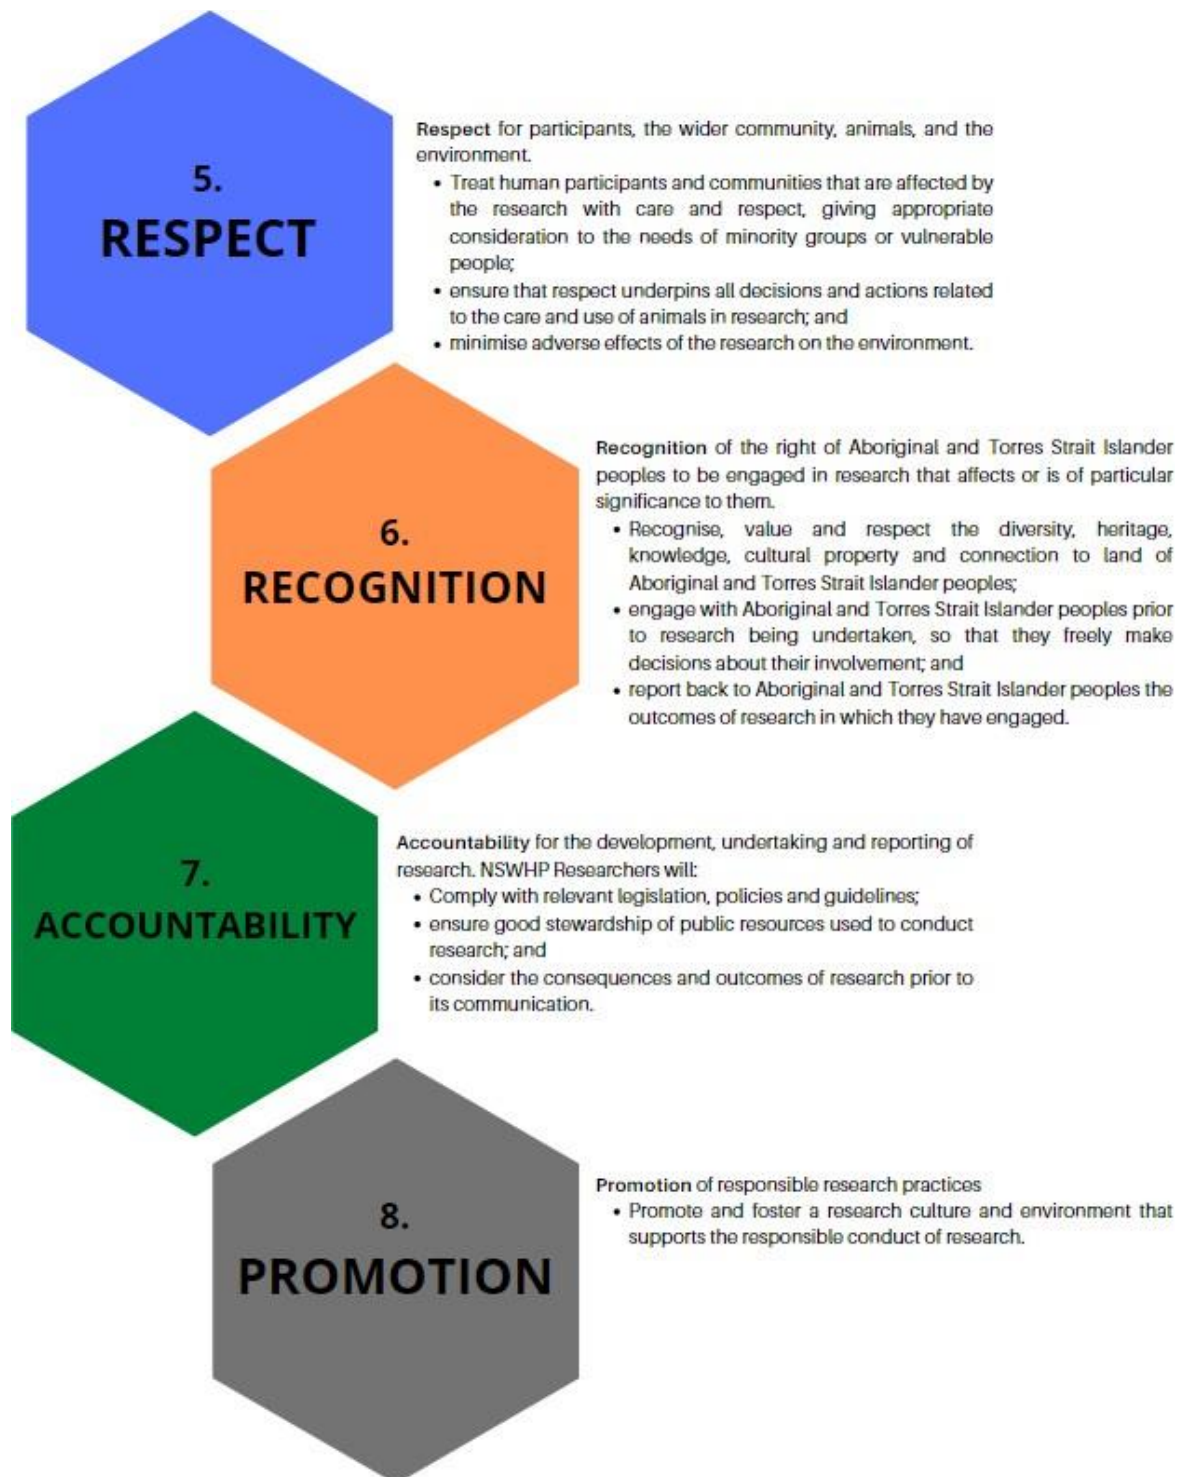 5.
RESPECT
Respect for participants, the wider community, animals, and the
environment.
• Treat human participants and communities that are affected by
the research with care and respect, giving appropriate
consideration to the needs of minority groups or vulnerable
people;
• ensure that respect underpins all decisions and actions related
to the care and use of animals in research; and
• minimise adverse effects of the research on the environment.
6.
RECOGNITION
Recognition of the right of Aboriginal and Torres Strait Islander
peoples to be engaged in research that affects or is of particular
significance to them.
• Recognise, value and respect the diversity, heritage,
knowledge, cultural property and connection to land of
Aboriginal and Torres Strait Islander peoples;
• engage with Aboriginal and Torres Strait Islander peoples prior
to research being undertaken, so that they freely make
decisions about their involvement; and
• report back to Aboriginal and Torres Strait Islander peoples the
outcomes of research in which they have engaged.
7.
ACCOUNTABILITY
Accountability for the development, undertaking and reporting of
research. NSWHP Researchers will:
• Comply with relevant legislation, policies and guidelines;
• ensure good stewardship of public resources used to conduct
research; and
• consider the consequences and outcomes of research prior to
its communication.
8.
PROMOTION
Promotion of responsible research practices
• Promote and foster a research culture and environment that
supports the responsible conduct of research.